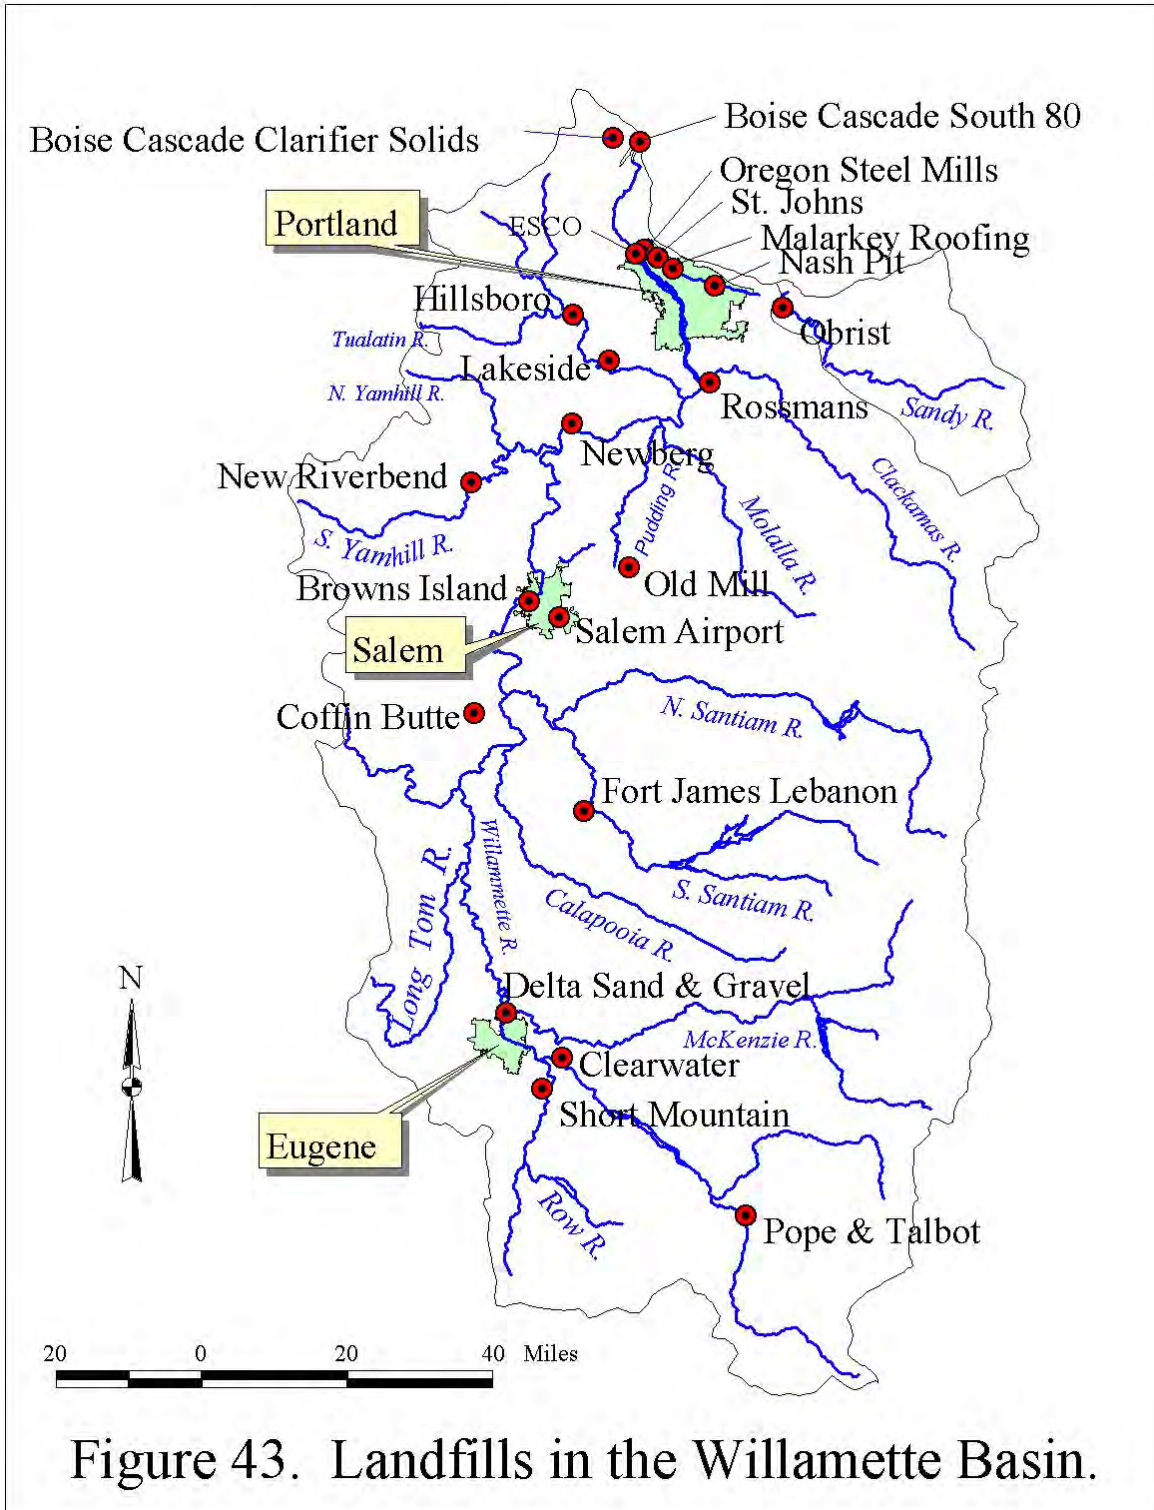 Boise Cascade South 80
Boise Cascade Clarifier Solids
Oregon Steel Mills
St. Johns
Portland
ESCO
Malarkey Roofing
Nash Pit
Hillsboro
Obrist
Tualatin R.
Lakeside
N. Yamhill R.
Rossmans
Sandy R.
Newberg
New Riverbend
Pudding R.
Clackamas R.
Molalla R.
S. Yamhill R.
Browns Island
Old Mill
Salem Airport
Salem
Coffin Butte
N. Santiam R.
Fort James Lebanon
Willammette R.
Long Tom R.
S. Santiam R.
Calapooia R.
N
Delta Sand & Gravel
McKenzie R.
Clearwater
Short Mountain
Eugene
Row R.
Pope & Talbot
20 0 20 40 Miles
Figure 43. Landfills in the Willamette Basin.